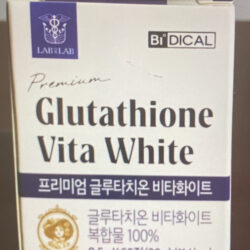 LAB & LAB
Bi DICAL
Premium
Glutathione
Vita White
프리미엄 글루타치온 비타화이트
글루타치온 비타화이트
복합물 100%